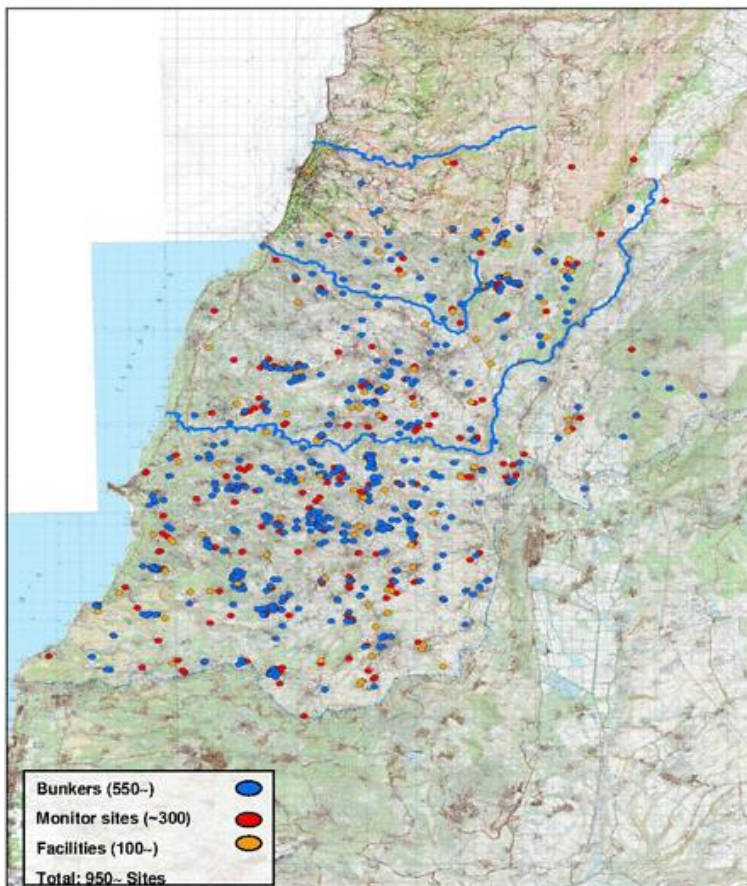 Bunkers (550~)
Monitor sites (~300)
Facilities (100~)
Total: 950~ Sites